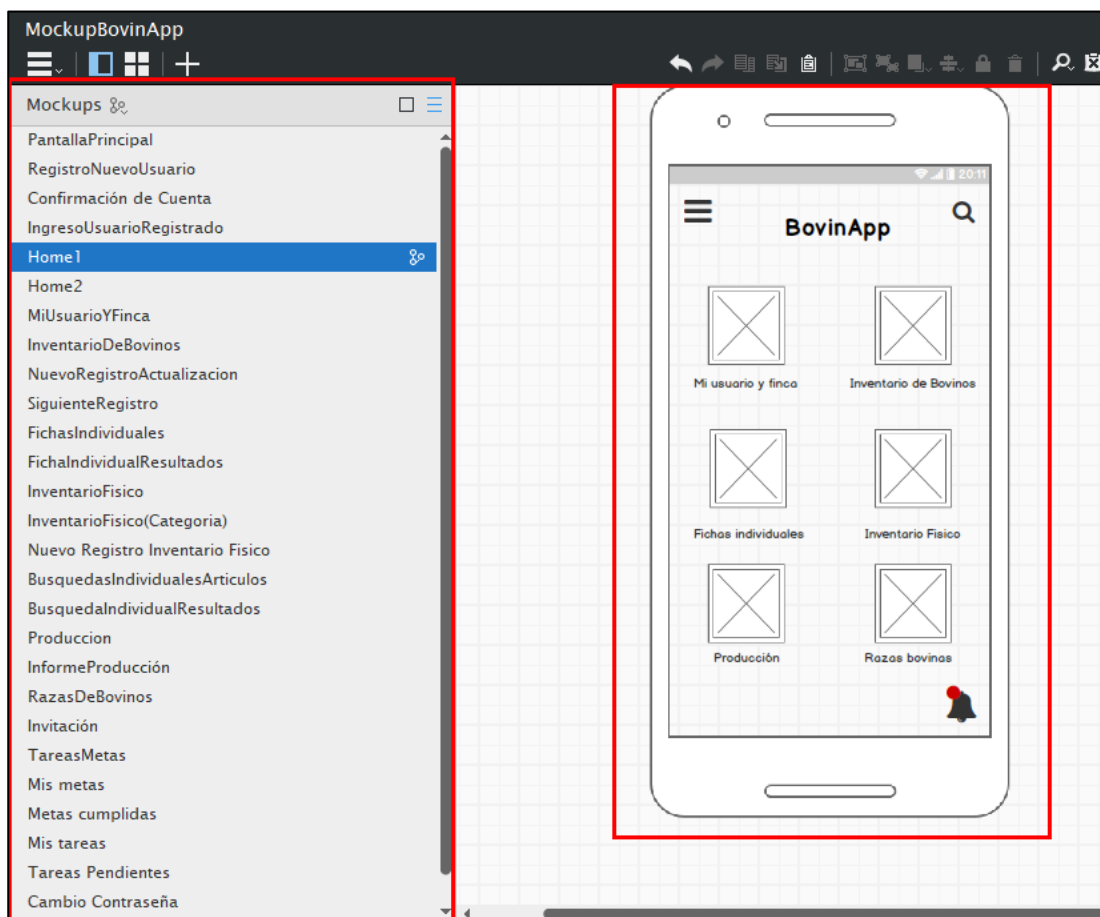 MockupBovinApp
Mockups
PantallaPrincipal
RegistroNuevoUsuario
Confirmación de Cuenta
IngresoUsuarioRegistrado
Home1
Home2
MiUsuarioYFinca
InventarioDeBovinos
NuevoRegistroActualizacion
SiguienteRegistro
FichasIndividuales
FichaIndividualResultados
InventarioFisico
InventarioFisico(Categoria)
Nuevo Registro Inventario Fisico
BusquedasIndividualesArticulos
BusquedaIndividualResultados
Produccion
InformeProducción
RazasDeBovinos
Invitación
TareasMetas
Mis metas
Metas cumplidas
Mis tareas
Tareas Pendientes
Cambio Contraseña
20:11
BovinApp
Mi usuario y finca Inventario de Bovinos
Fichas individuales Inventario Fisico
Producción Razas bovinas